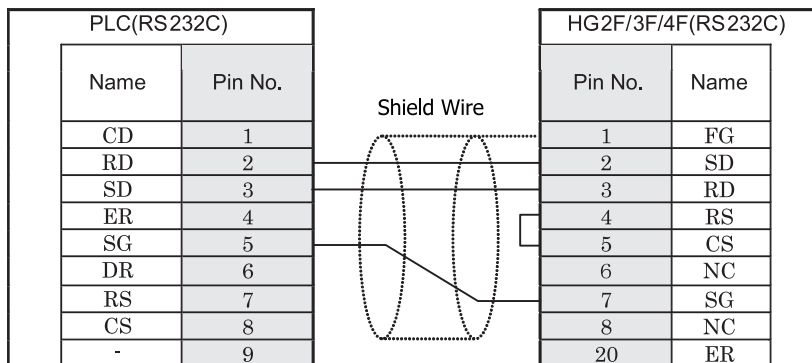 PLC(RS232C) HG2F/3F/4F(RS232C)
Name Pin No. Pin No. Name
Shield Wire
CD 1 1 FG
RD 2 2 SD
SD 3 3 RD
ER 4 4 RS
SG 5 5 CS
DR 6 6 NC
RS 7 7 SG
CS 8 8 NC
- 9 20 ER